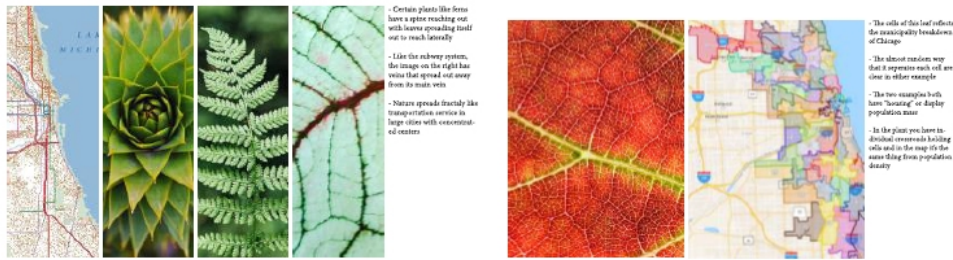 LAKE
MICHI
- Certain plants like ferns
have a spine reaching out
with leaves spreading itself
out to reach laterally
- Like the subway system,
the image on the right has
veins that spread out away
from its main vein
- Nature spreads fractaly like
transportation service in
large cities with concentrat-
ed centers
- The cells of this leaf reflects
the municipality breakdown
of Chicago
- The almost random way
that it seperates each cell are
clear in either example
- The two examples both
have "housing" or display
population mass
- In the plant you have in-
dividual crossroads holding
cells and in the map it's the
same thing from population
density